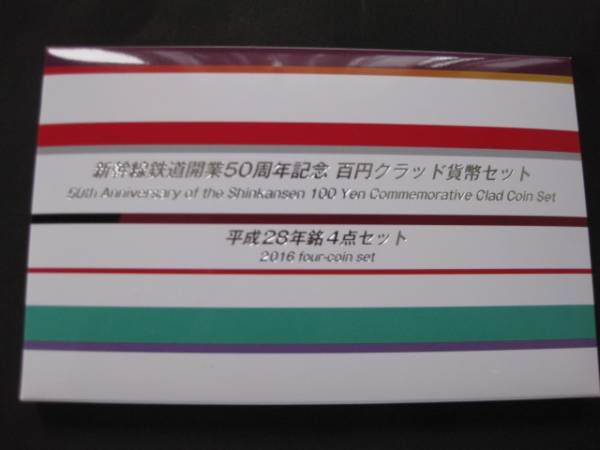 新幹線鉄道開業50周年記念 百円クラッド貨幣セット
50th Anniversary of the Shinkansen 100 Yen Commemorative Clad Coin Set
平成28年銘4点セット
2016 four-coin set